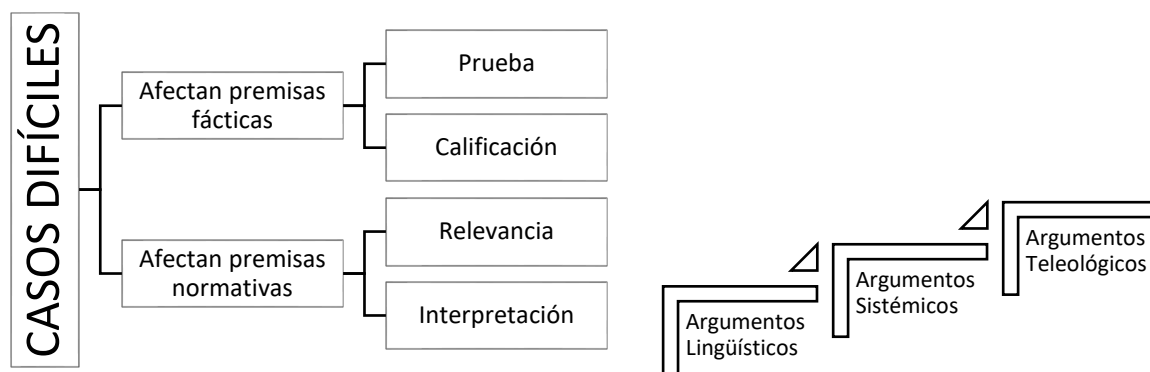 CASOS DIFÍCILES
Afectan premisas
fácticas
Prueba
Calificación
Afectan premisas
normativas
Relevancia
Interpretación
Argumentos
Lingüísticos
Argumentos
Sistémicos
Argumentos
Teleológicos